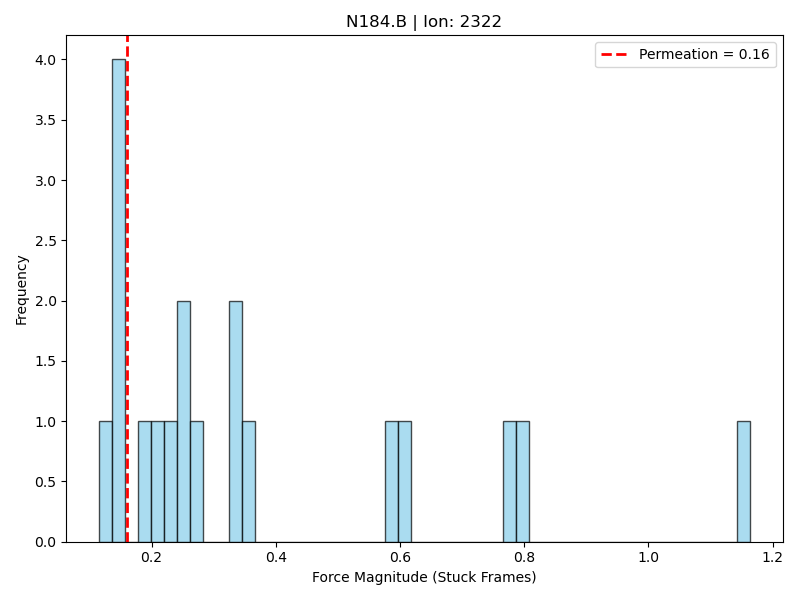 N184.B | Ion: 2322
Permeation = 0.16
4.0
3.5
3.0
2.5
2.0
1.5
1.0
0.5
0.0
Frequency
0.2 0.4 0.6 0.8 1.0 1.2
Force Magnitude (Stuck Frames)